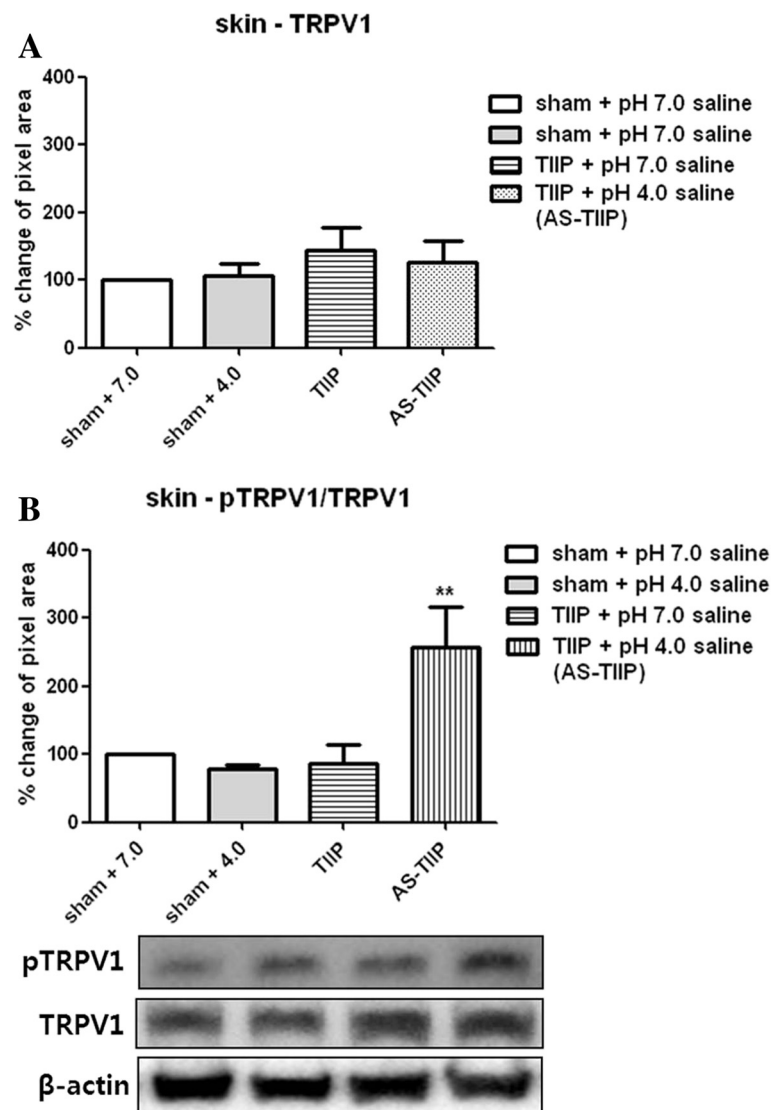 A
skin - TRPV1
% change of pixel area
400
300
200
100
0
sham + 7.0
sham + 4.0
TIIP
AS-TIIP
sham + pH 7.0 saline
sham + pH 7.0 saline
TIIP + pH 7.0 saline
TIIP + pH 4.0 saline
(AS-TIIP)
B
skin - pTRPV1/TRPV1
% change of pixel area
400
300
200
100
0
**
sham + 7.0
sham + 4.0
TIIP
AS-TIIP
sham + pH 7.0 saline
sham + pH 4.0 saline
TIIP + pH 7.0 saline
TIIP + pH 4.0 saline
(AS-TIIP)
pTRPV1
TRPV1
β-actin